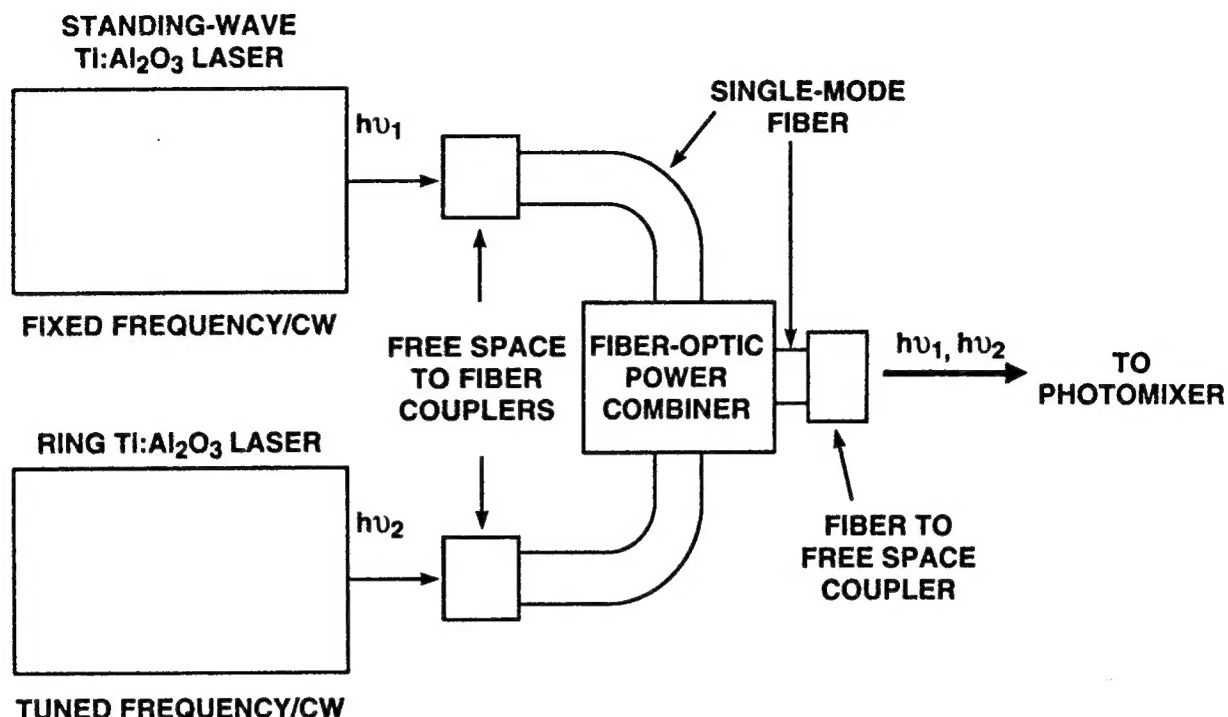 STANDING-WAVE
TI:Al₂O₃ LASER
hυ₁
FIXED FREQUENCY/CW
SINGLE-MODE
FIBER
FREE SPACE
TO FIBER
COUPLERS
FIBER-OPTIC
POWER
COMBINER
hυ₁, hυ₂
TO
PHOTOMIXER
RING TI:Al₂O₃ LASER
hυ₂
FIBER TO
FREE SPACE
COUPLER
TUNED FREQUENCY/CW